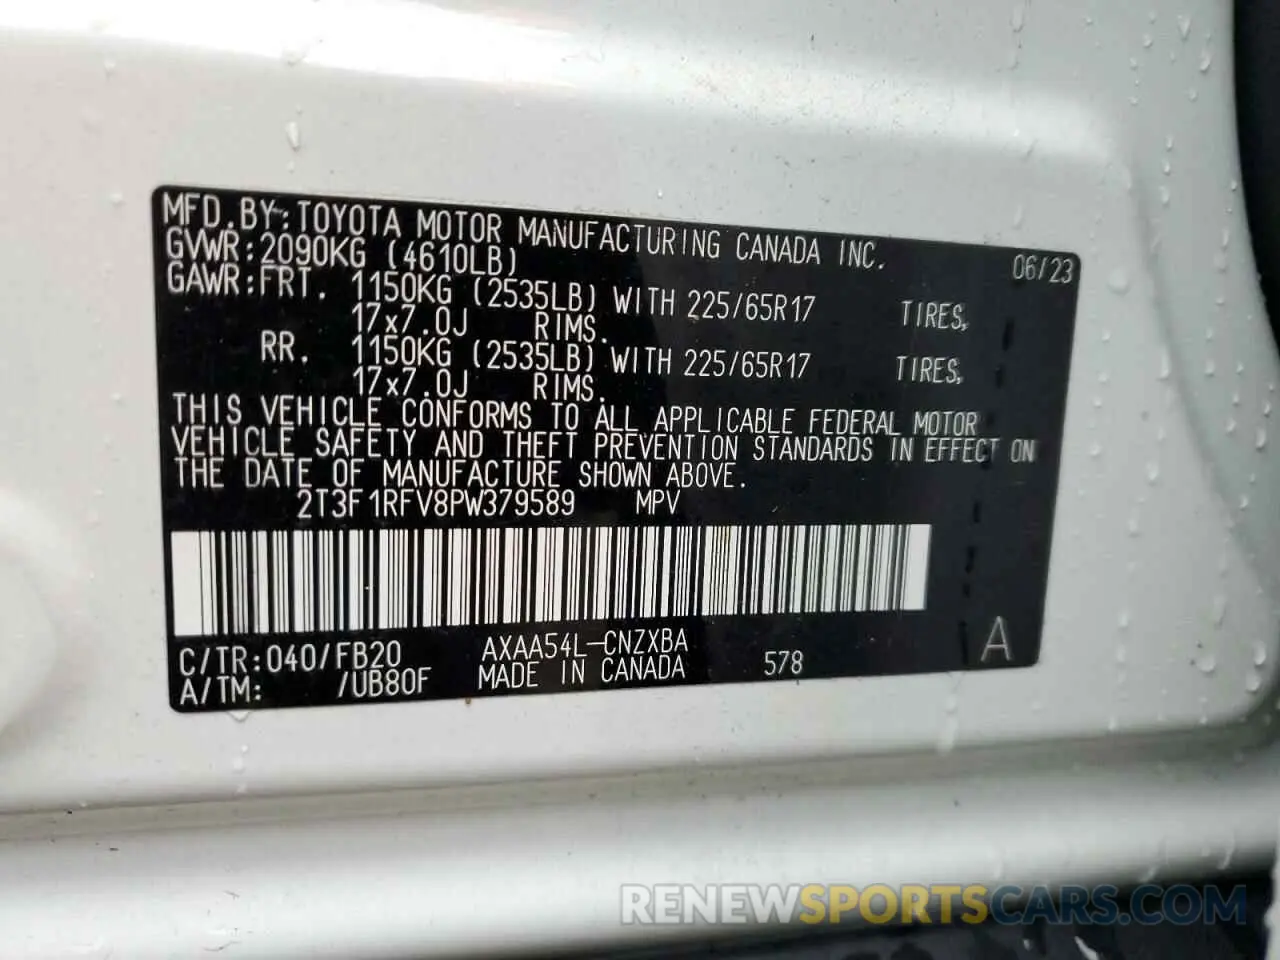 MFD.BY:TOYOTA MOTOR MANUFACTURING CANADA INC. 06/23
GVWR:2090KG (4610LB)
GAWR:FRT. 1150KG (2535LB) WITH 225/65R17 TIRES,
17x7.0J RIMS.
RR. 1150KG (2535LB) WITH 225/65R17 TIRES,
17x7.0J RIMS.
THIS VEHICLE CONFORMS TO ALL APPLICABLE FEDERAL MOTOR
VEHICLE SAFETY AND THEFT PREVENTION STANDARDS IN EFFECT ON
THE DATE OF MANUFACTURE SHOWN ABOVE.
2T3F1RFV8PW379589 MPV
C/TR:040/FB20 AXAA54L-CNZXBA A
A/TM: /UB80F MADE IN CANADA 578
RENEWSPORTSCARS.COM